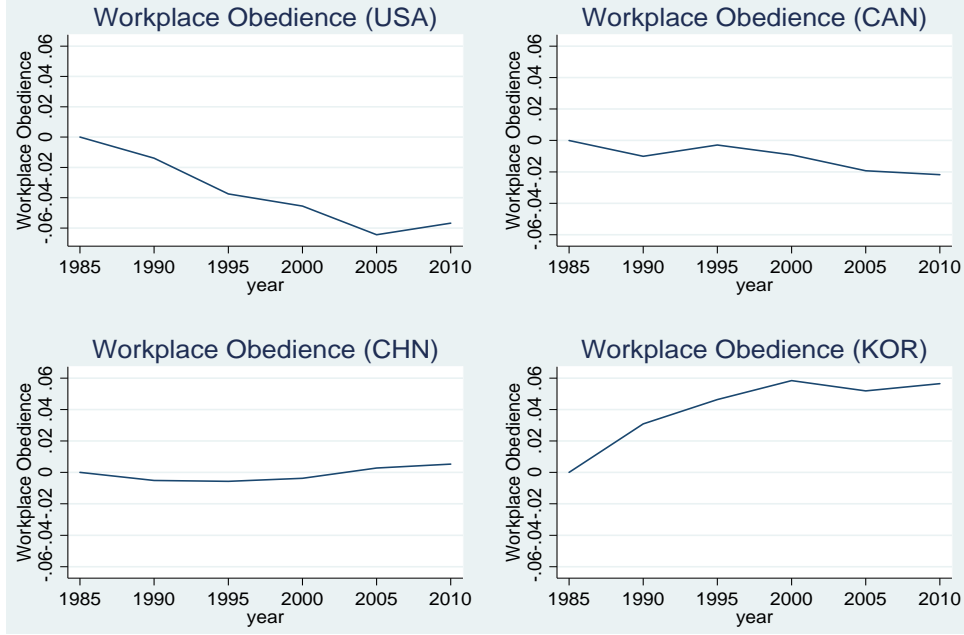 Workplace Obedience (USA)
Workplace Obedience
-.06-.04-.02 0 .02 .04 .06
1985 1990 1995 2000 2005 2010
year
Workplace Obedience (CAN)
Workplace Obedience
-.06-.04-.02 0 .02 .04 .06
1985 1990 1995 2000 2005 2010
year
Workplace Obedience (CHN)
Workplace Obedience
-.06-.04-.02 0 .02 .04 .06
1985 1990 1995 2000 2005 2010
year
Workplace Obedience (KOR)
Workplace Obedience
-.06-.04-.02 0 .02 .04 .06
1985 1990 1995 2000 2005 2010
year